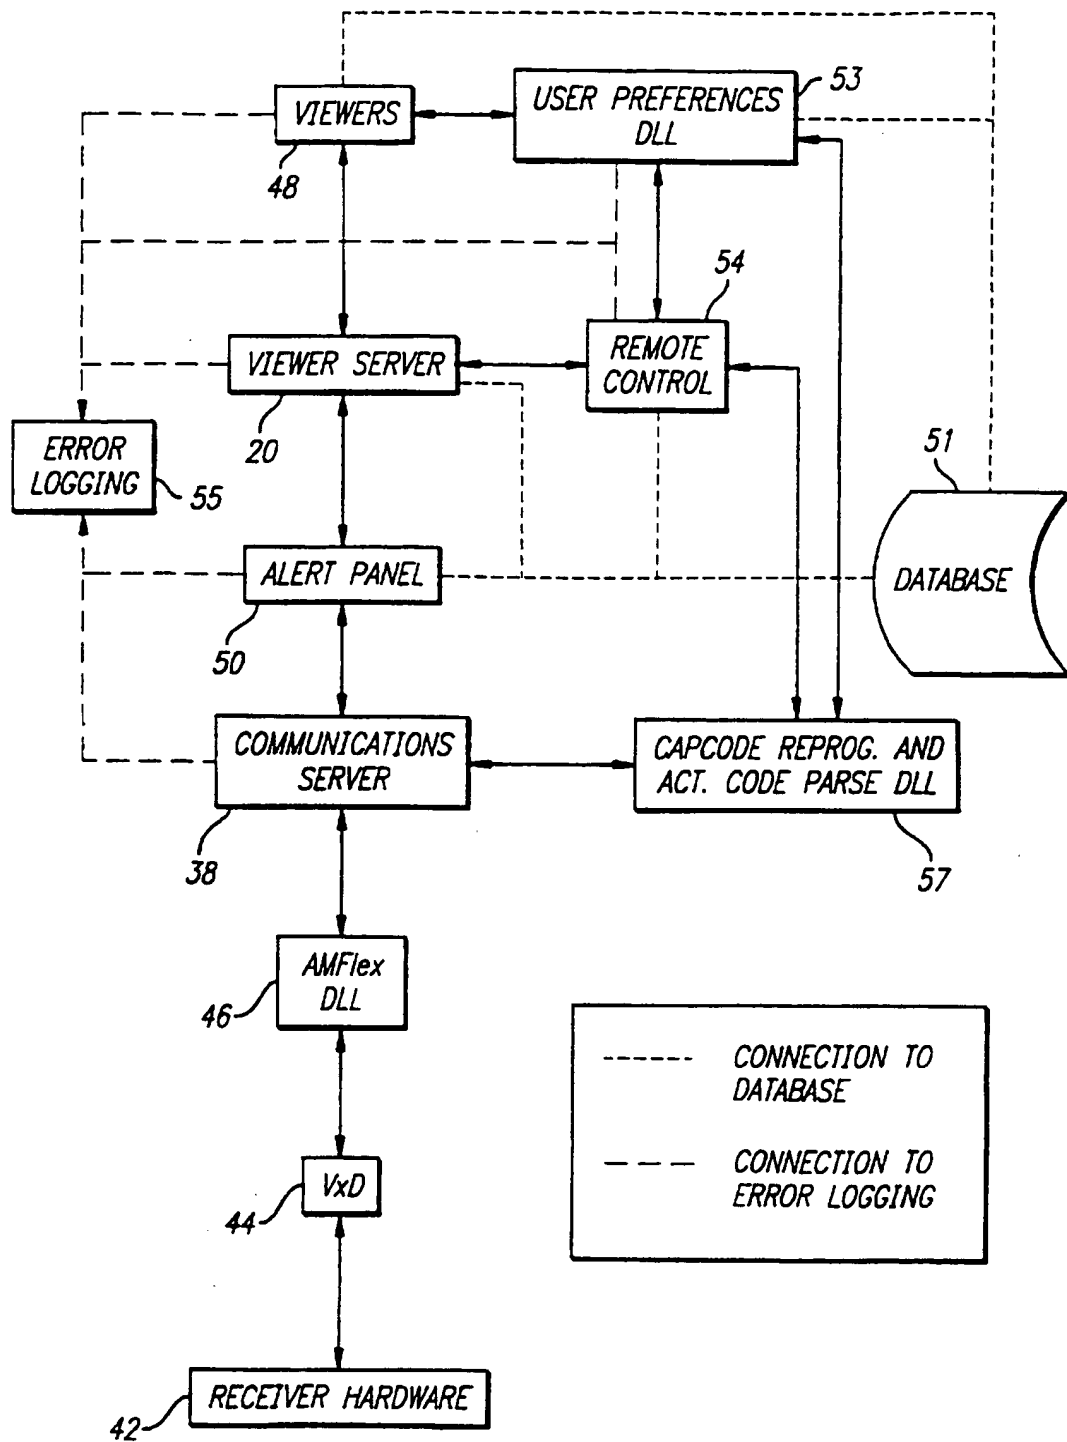 53
VIEWERS
USER PREFERENCES
DLL
48
54
VIEWER SERVER
REMOTE
CONTROL
20
ERROR
LOGGING
55
51
ALERT PANEL
DATABASE
50
COMMUNICATIONS
SERVER
CAPCODE REPROG. AND
ACT. CODE PARSE DLL
38
57
AMFlex
DLL
46
CONNECTION TO
DATABASE
VxD
44
CONNECTION TO
ERROR LOGGING
RECEIVER HARDWARE
42